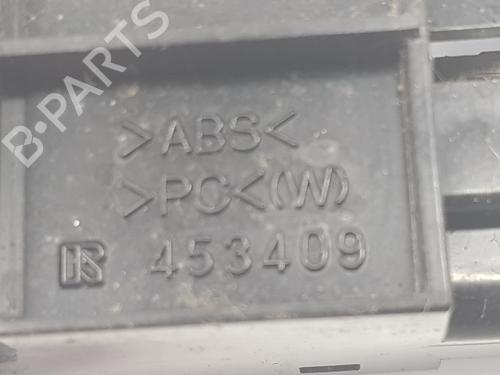 B-PARTS
>ABS<
>PC<(W)
R 453409